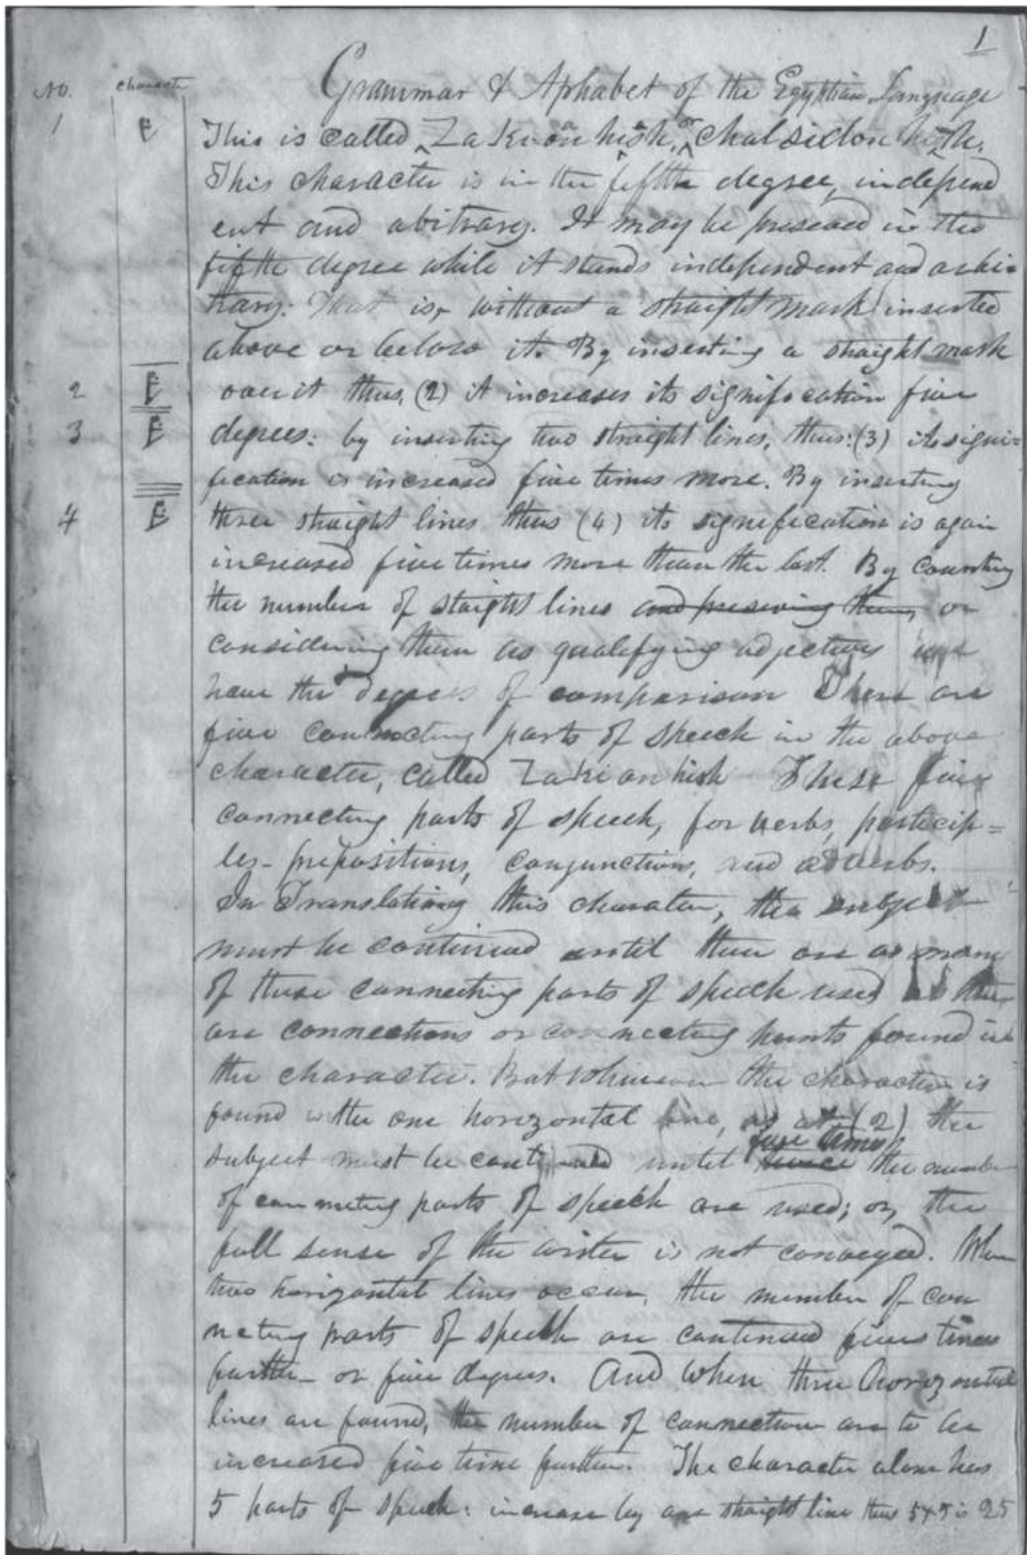 1
No. character
Grammar & Aphabet of the Egyptian Language
1 This is called Za Ki=on hish, or chal sidon hish.
This character is in the fifth degree, independ
ent and abitrary. It may be preseved in the
fifth degree while it stands independent and arbi-
trary: That is, without a straight mark inserted
above or below it. By inserting a straight mark
2 over it thus, (2) it increases its signification five
3 degrees: by inserting two straight lines, thus: (3) its signi=
fication is increased five times more. By inserting
4 three straight lines thus (4) its signification is again
increased five times more than the last. By counting
the number of staight lines and preserving them, or
considering them as qualifying adjectives we
have the degrees of comparison There are
five connecting parts of speech in the above
character, called Za ki on hish These five
connecting parts of speech, for verbs, particip=
les- prepositions, conjunctions, and adverbs.
In Translating this charater, this subject
must be continued until there are as many
of these connecting parts of speech used as there
are connections or connecting points found in
the character. But whenever the character is
found with one horizontal line, as at (2) the
subject must be continued until five times the number
of connecting parts of speech are used; or, the
full sense of the writer is not conveyed. When
two horizontal lines occur, the number of con
necting parts of speech are continued five times
further- or five degrees. And when three horizontal
lines are found, the number of connections are to be
increased five times further. The character alone has
5 parts of speech: increase by one straight line thus 5x5 is 25